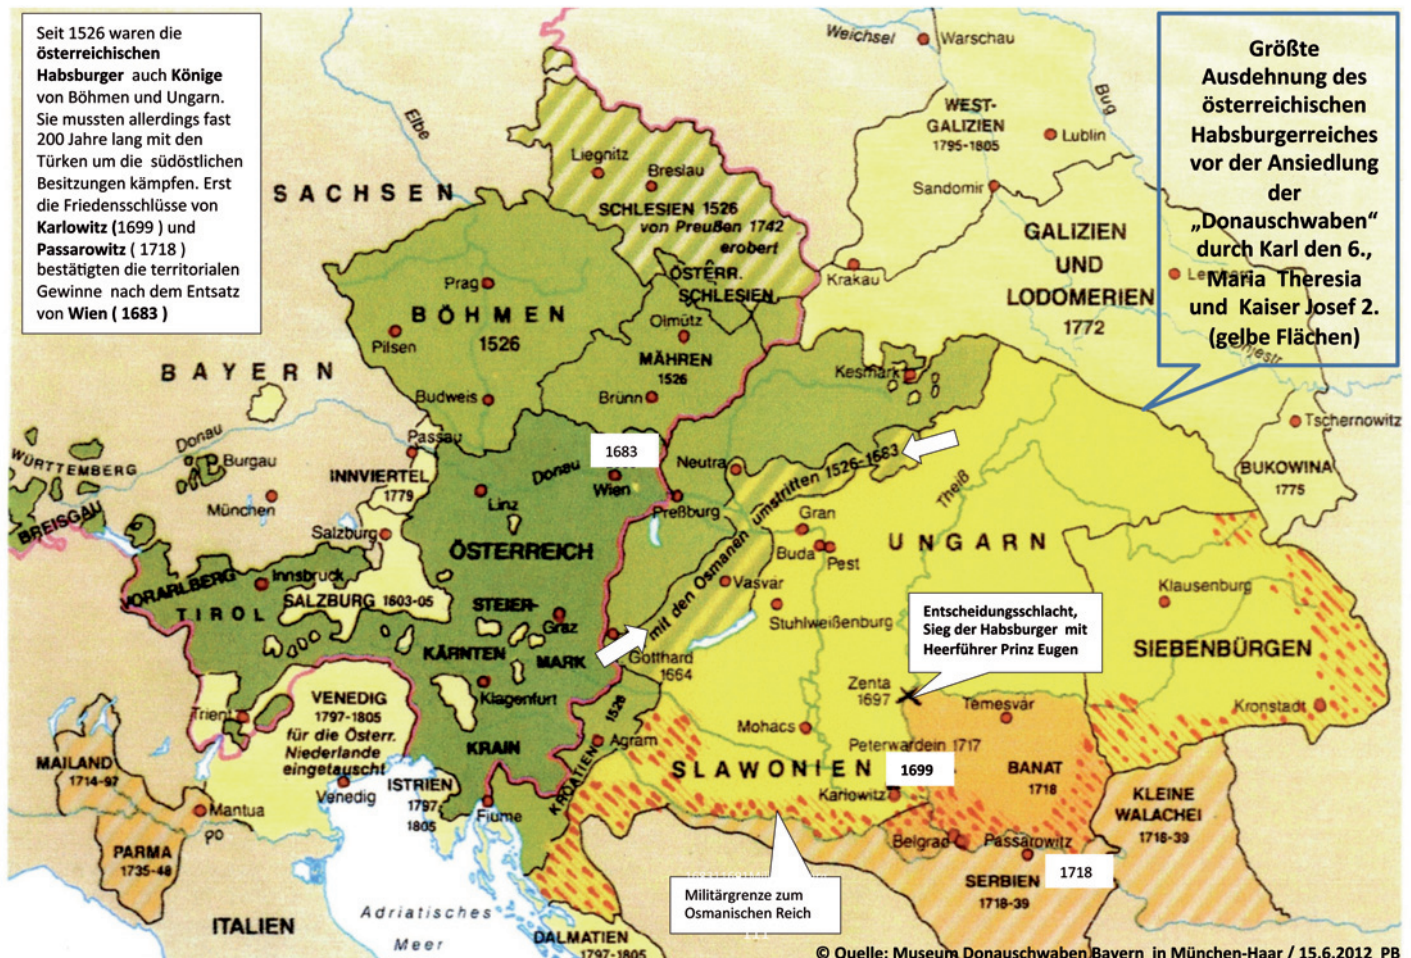 Seit 1526 waren die
österreichischen
Habsburger auch Könige
von Böhmen und Ungarn.
Sie mussten allerdings fast
200 Jahre lang mit den
Türken um die südöstlichen
Besitzungen kämpfen. Erst
die Friedensschlüsse von
Karlowitz (1699 ) und
Passarowitz ( 1718 )
bestätigten die territorialen
Gewinne nach dem Entsatz
von Wien ( 1683 )
Größte
Ausdehnung des
österreichischen
Habsburgerreiches
vor der Ansiedlung
der
„Donauschwaben“
durch Karl den 6.,
Maria Theresia
und Kaiser Josef 2.
(gelbe Flächen)
Weichsel
Warschau
Bug
WEST-
GALIZIEN
1795-1805
Lublin
Sandomir
Elbe
SACHSEN
Liegnitz
Breslau
SCHLESIEN 1526
von Preußen 1742
erobert
ÖSTERR.
SCHLESIEN
Krakau
GALIZIEN
UND
LODOMERIEN
1772
Prag
BÖHMEN
1526
Pilsen
Budweis
Olmütz
MÄHREN
1526
Brünn
Kesmark
Tschernowitz
BUKOWINA
1775
BAYERN
Donau
Passau
WÜRTTEMBERG
Burgau
München
BREISGAU
INNVIERTEL
1779
Salzburg
1683
Donau
Wien
Linz
Neutra
Preßburg
mit den Osmanen umstritten 1526-1683
Theiß
Gran
Buda
Pest
UNGARN
ÖSTERREICH
VORARLBERG
Innsbruck
TIROL
SALZBURG 1803-05
STEIER-
MARK
Graz
KÄRNTEN
Klagenfurt
Vasvár
Stuhlweißenburg
Gotthard
1664
Klausenburg
SIEBENBÜRGEN
Kronstadt
Entscheidungsschlacht,
Sieg der Habsburger mit
Heerführer Prinz Eugen
Zenta
1697
Temesvár
Trient
VENEDIG
1797-1805
für die Österr.
Niederlande
eingetauscht
Venedig
KRAIN
1526
Agram
KROATIEN
Mohacs
Peterwardein 1717
SLAWONIEN
1699
BANAT
1718
Karlowitz
MAILAND
1714-97
Mantua
PO
ISTRIEN
1797-
1805
Fiume
KLEINE
WALACHEI
1718-39
Belgrad
Passarowitz
1718
SERBIEN
1718-39
PARMA
1735-48
Militärgrenze zum
Osmanischen Reich
ITALIEN
Adriatisches
Meer
DALMATIEN
1797-1805
© Quelle: Museum Donauschwaben Bayern in München-Haar / 15.6.2012 PB